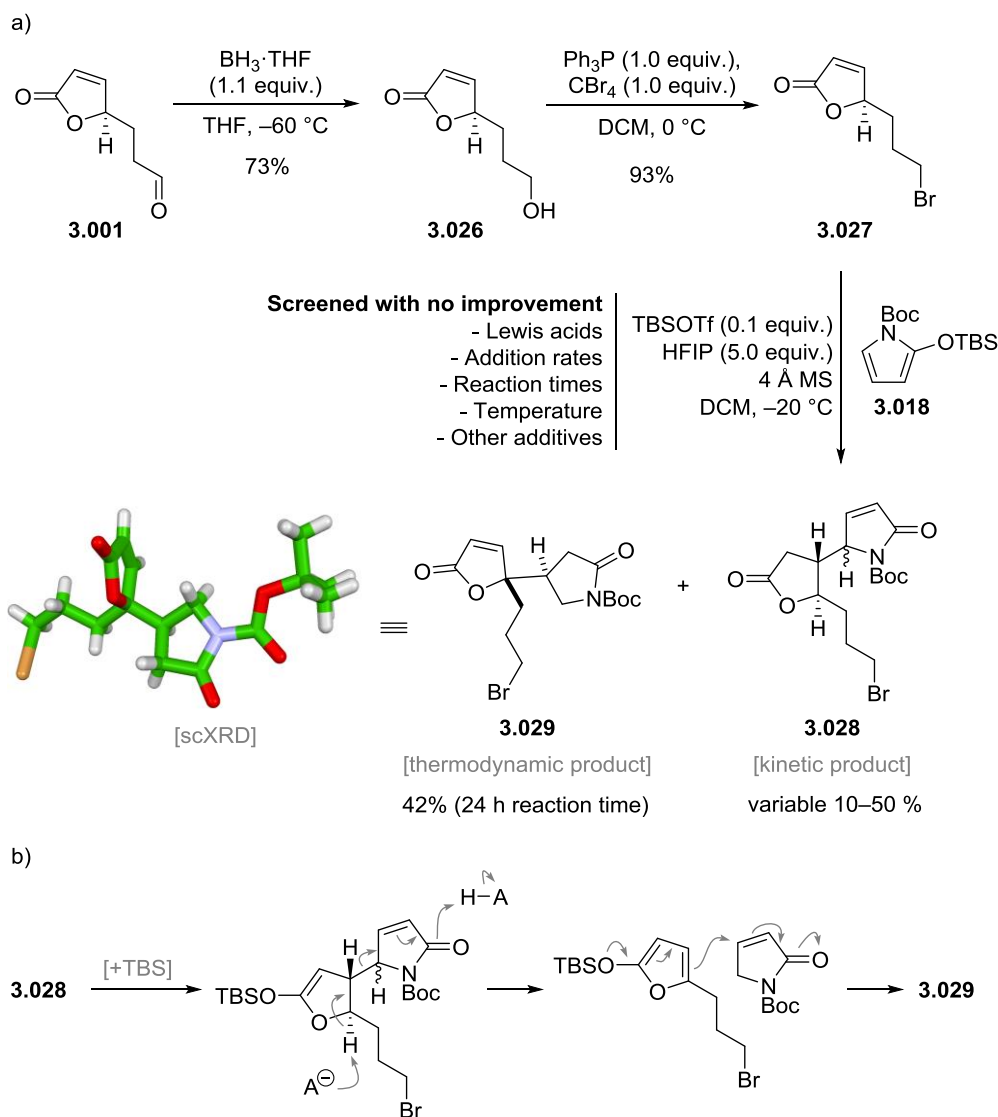 a)
BH₃·THF
(1.1 equiv.)
THF, –60 °C
73%
Ph₃P (1.0 equiv.),
CBr₄ (1.0 equiv.)
DCM, 0 °C
93%
O
O
H
O
3.001
O
O
H
OH
3.026
O
O
H
Br
3.027
Screened with no improvement
- Lewis acids
- Addition rates
- Reaction times
- Temperature
- Other additives
TBSOTf (0.1 equiv.)
HFIP (5.0 equiv.)
4 Å MS
DCM, –20 °C
Boc
N
OTBS
3.018
[scXRD]
O
O
H
O
NBoc
Br
3.029
[thermodynamic product]
42% (24 h reaction time)
+
H
O
N
Boc
H
O
O
H
Br
3.028
[kinetic product]
variable 10–50 %
b)
3.028
[+TBS]
H–A
H
O
N
Boc
H
TBSO
O
H
A⊖
Br
TBSO
O
Br
O
N
Boc
3.029